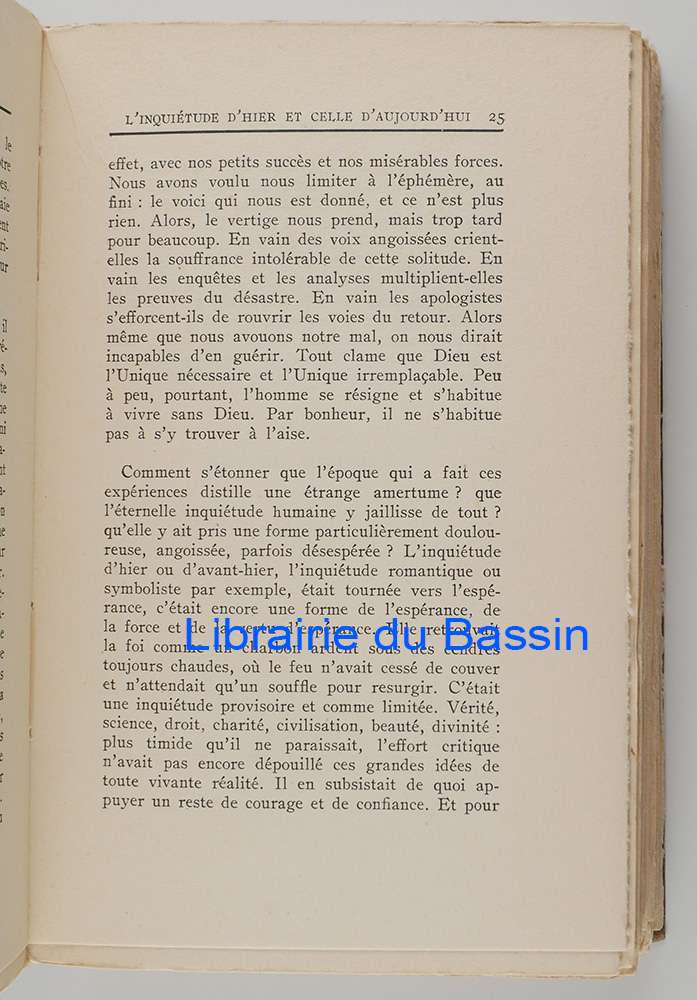 L'INQUIÉTUDE D'HIER ET CELLE D'AUJOURD'HUI 25
effet, avec nos petits succès et nos misérables forces.
Nous avons voulu nous limiter à l'éphémère, au
fini : le voici qui nous est donné, et ce n'est plus
rien. Alors, le vertige nous prend, mais trop tard
pour beaucoup. En vain des voix angoissées crient-
elles la souffrance intolérable de cette solitude. En
vain les enquêtes et les analyses multiplient-elles
les preuves du désastre. En vain les apologistes
s'efforcent-ils de rouvrir les voies du retour. Alors
même que nous avouons notre mal, on nous dirait
incapables d'en guérir. Tout clame que Dieu est
l'Unique nécessaire et l'Unique irremplaçable. Peu
à peu, pourtant, l'homme se résigne et s'habitue
à vivre sans Dieu. Par bonheur, il ne s'habitue
pas à s'y trouver à l'aise.
Comment s'étonner que l'époque qui a fait ces
expériences distille une étrange amertume ? que
l'éternelle inquiétude humaine y jaillisse de tout ?
qu'elle y ait pris une forme particulièrement doulou-
reuse, angoissée, parfois désespérée ? L'inquiétude
d'hier ou d'avant-hier, l'inquiétude romantique ou
symboliste par exemple, était tournée vers l'espé-
rance, c'était encore une forme de l'espérance, de
la force et de la vertu d'espérance. Elle retrouvait
Librairie du Bassin
la foi comme un charbon ardent sous des cendres
toujours chaudes, où le feu n'avait cessé de couver
et n'attendait qu'un souffle pour resurgir. C'était
une inquiétude provisoire et comme limitée. Vérité,
science, droit, charité, civilisation, beauté, divinité :
plus timide qu'il ne paraissait, l'effort critique
n'avait pas encore dépouillé ces grandes idées de
toute vivante réalité. Il en subsistait de quoi ap-
puyer un reste de courage et de confiance. Et pour